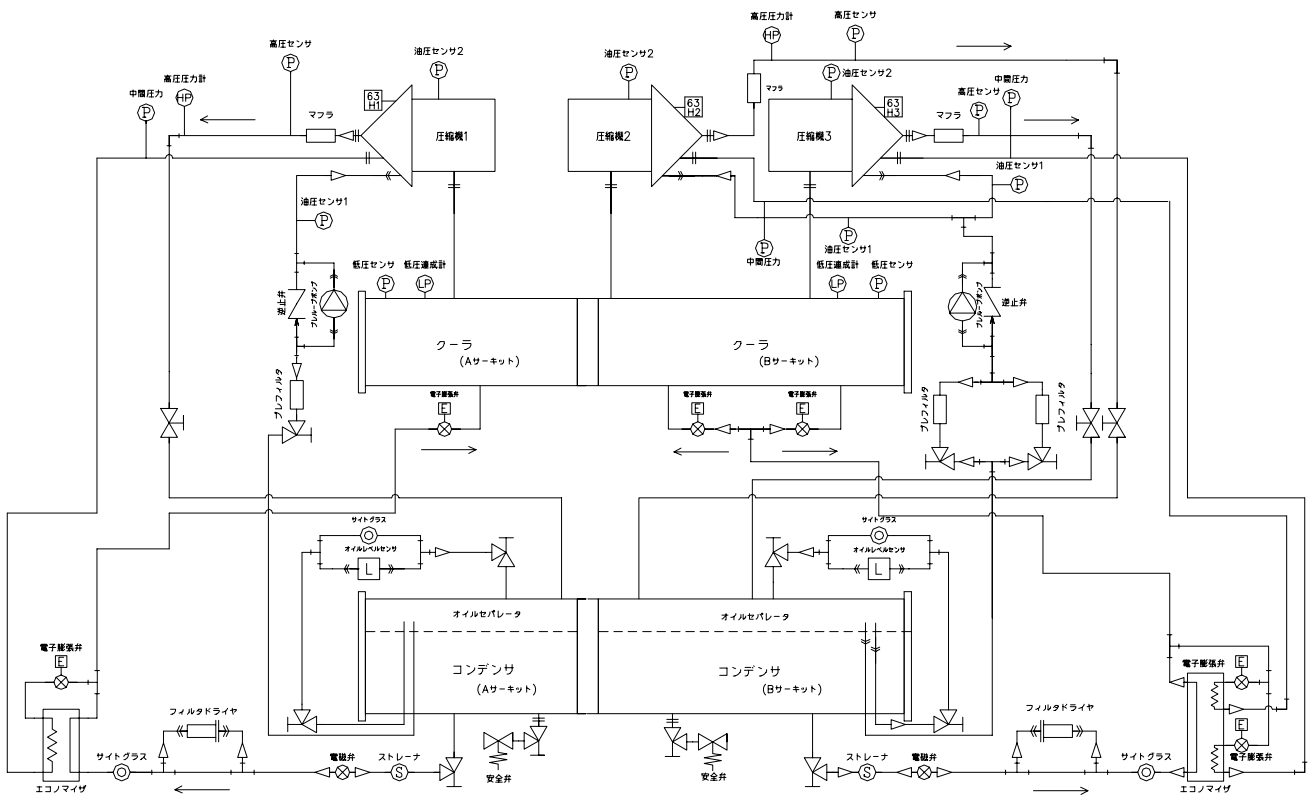 高圧圧力計
HP
高圧センサ
P
高圧センサ
P
油圧センサ2
P
油圧センサ2
P
油圧センサ2
P
中間圧力
P
高圧圧力計
HP
中間圧力
P
高圧センサ
P
マフラ
63
H1
圧縮機1
圧縮機2
63
H2
マフラ
圧縮機3
63
H3
マフラ
油圧センサ1
P
油圧センサ1
P
中間圧力
P
油圧センサ1
P
低圧センサ
P
低圧連成計
LP
低圧連成計
LP
低圧センサ
P
逆止弁
プレルーブポンプ
プレルーブポンプ
逆止弁
クーラ
(Aサーキット)
クーラ
(Bサーキット)
プレフィルタ
電子膨張弁
E
電子膨張弁
E
電子膨張弁
E
プレフィルタ
プレフィルタ
サイトグラス
オイルレベルセンサ
L
サイトグラス
オイルレベルセンサ
L
オイルセパレータ
オイルセパレータ
コンデンサ
(Aサーキット)
コンデンサ
(Bサーキット)
電子膨張弁
E
電子膨張弁
E
E
電子膨張弁
フィルタドライヤ
フィルタドライヤ
サイトグラス
電磁弁
ストレーナ
S
安全弁
安全弁
ストレーナ
S
電磁弁
サイトグラス
エコノマイザ
エコノマイザ